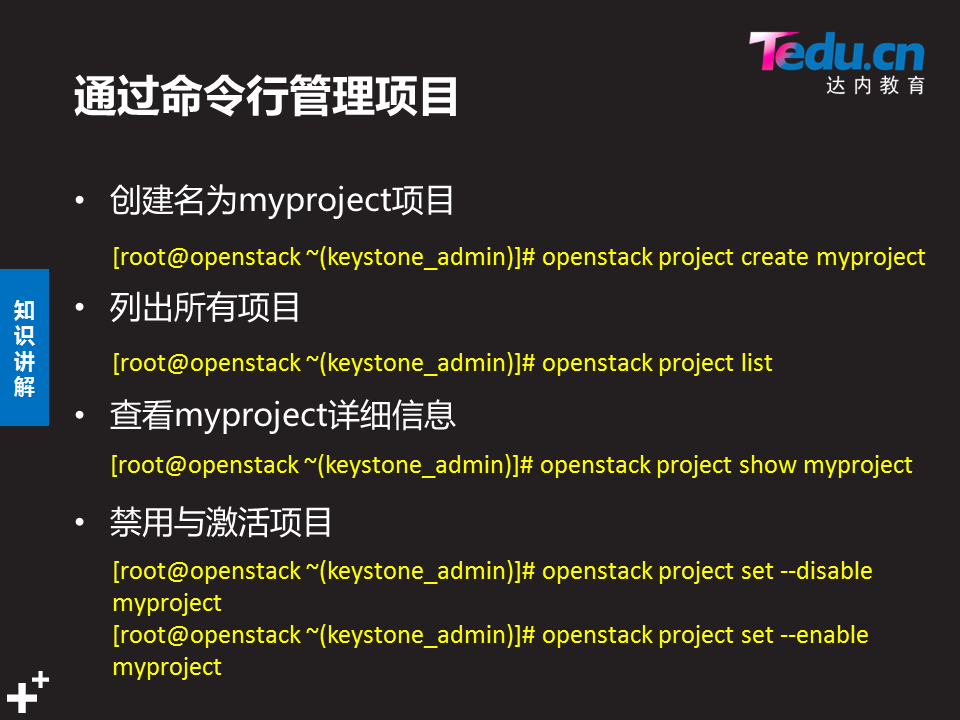 Tedu.cn
达内教育
通过命令行管理项目
• 创建名为myproject项目
[root@openstack ~(keystone_admin)]# openstack project create myproject
• 列出所有项目
[root@openstack ~(keystone_admin)]# openstack project list
• 查看myproject详细信息
[root@openstack ~(keystone_admin)]# openstack project show myproject
• 禁用与激活项目
[root@openstack ~(keystone_admin)]# openstack project set --disable
myproject
[root@openstack ~(keystone_admin)]# openstack project set --enable
myproject
知识讲解